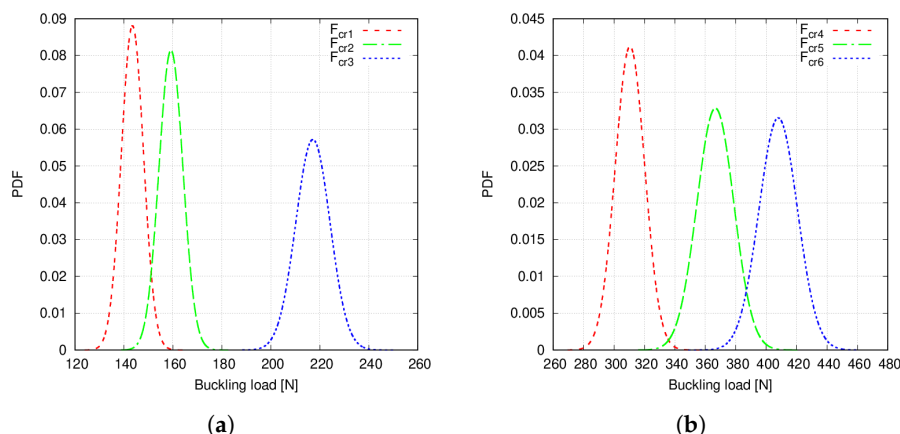 0.09
0.08
0.07
0.06
0.05
0.04
0.03
0.02
0.01
0
PDF
120 140 160 180 200 220 240 260
Buckling load [N]
Fcr1
Fcr2
Fcr3
(a)
0.045
0.04
0.035
0.03
0.025
0.02
0.015
0.01
0.005
0
PDF
260 280 300 320 340 360 380 400 420 440 460 480
Buckling load [N]
Fcr4
Fcr5
Fcr6
(b)